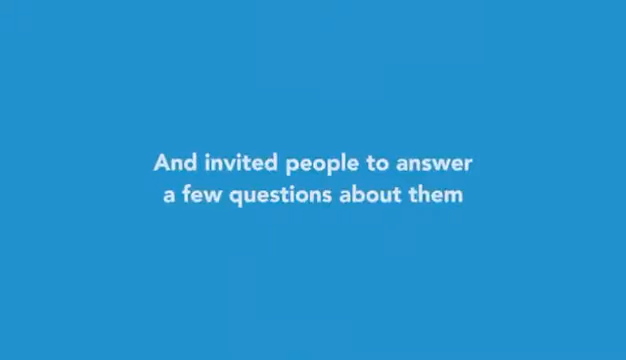 And invited people to answer
a few questions about them